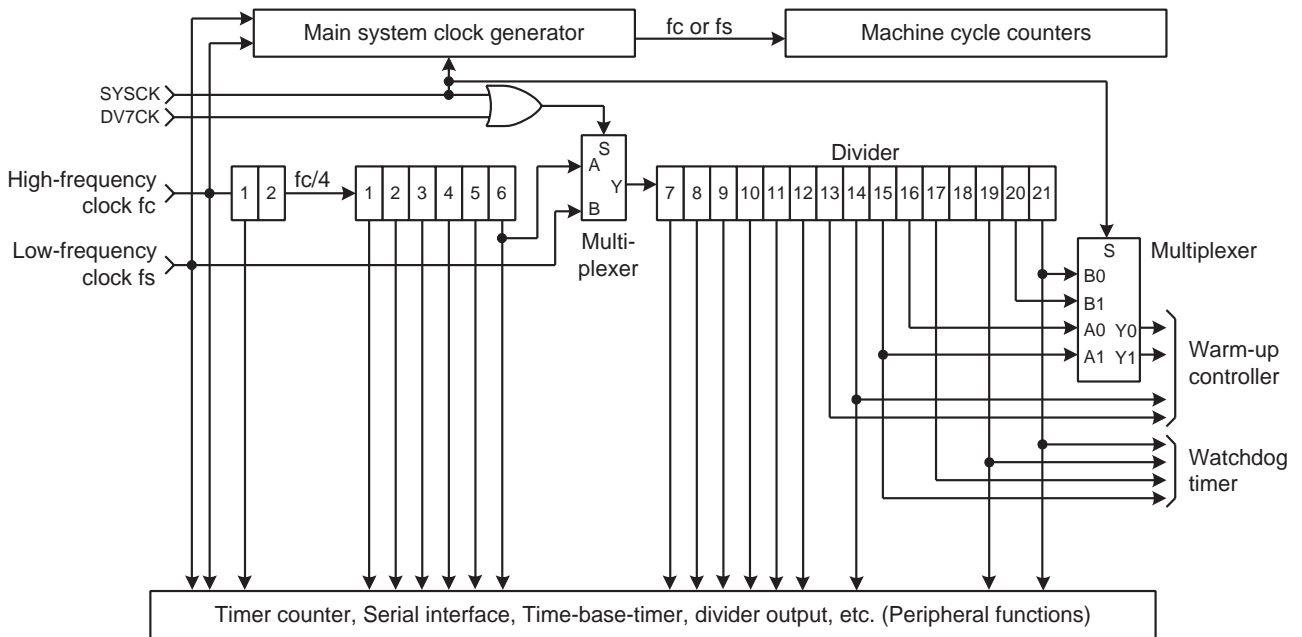 Main system clock generator
fc or fs
Machine cycle counters
SYSCK
DV7CK
S
A
Y
B
Multi-
plexer
Divider
High-frequency
clock fc
1 2
fc/4
1 2 3 4 5 6
7 8 9 10 11 12 13 14 15 16 17 18 19 20 21
Low-frequency
clock fs
S
Multiplexer
B0
B1
A0 Y0
A1 Y1
Warm-up
controller
Watchdog
timer
Timer counter, Serial interface, Time-base-timer, divider output, etc. (Peripheral functions)